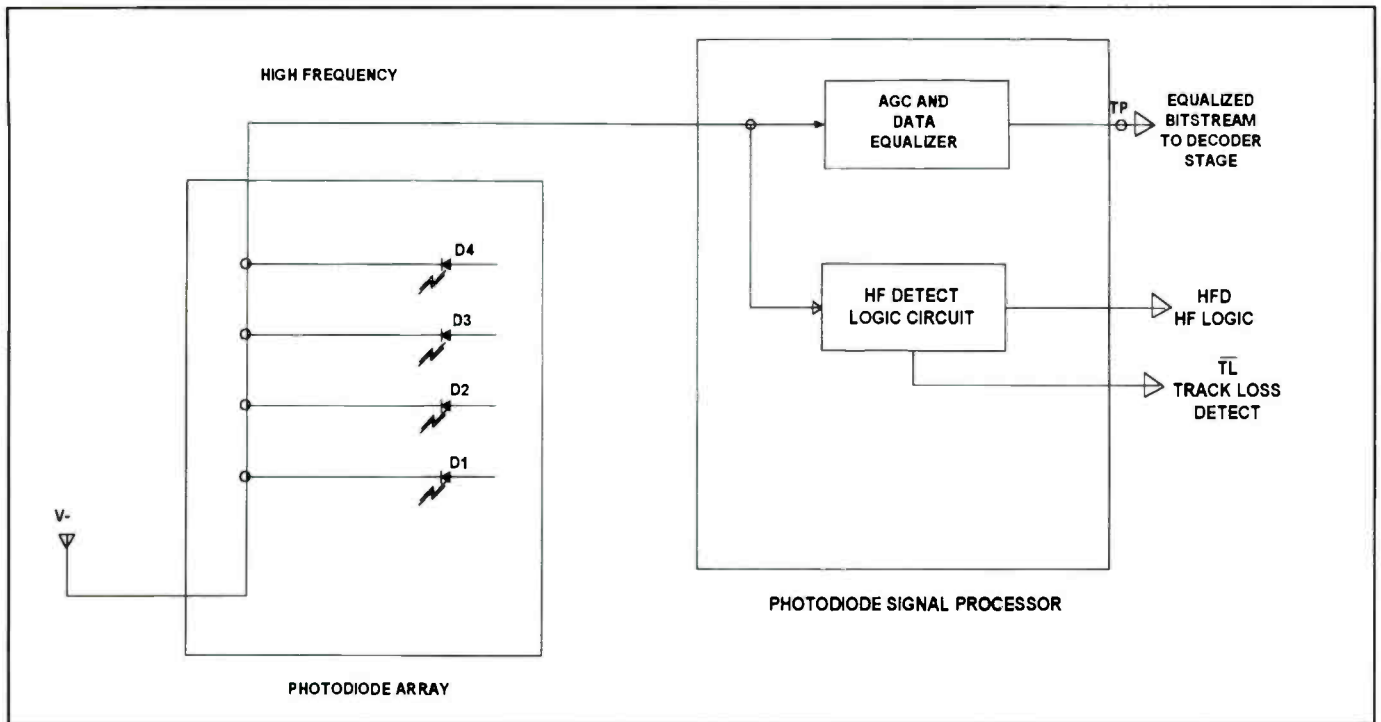 HIGH FREQUENCY
AGC AND
DATA
EQUALIZER
TP
EQUALIZED
BITSTREAM
TO DECODER
STAGE
D4
D3
D2
D1
HF DETECT
LOGIC CIRCUIT
HFD
HF LOGIC
T̅L̅
TRACK LOSS
DETECT
V-
PHOTODIODE SIGNAL PROCESSOR
PHOTODIODE ARRAY